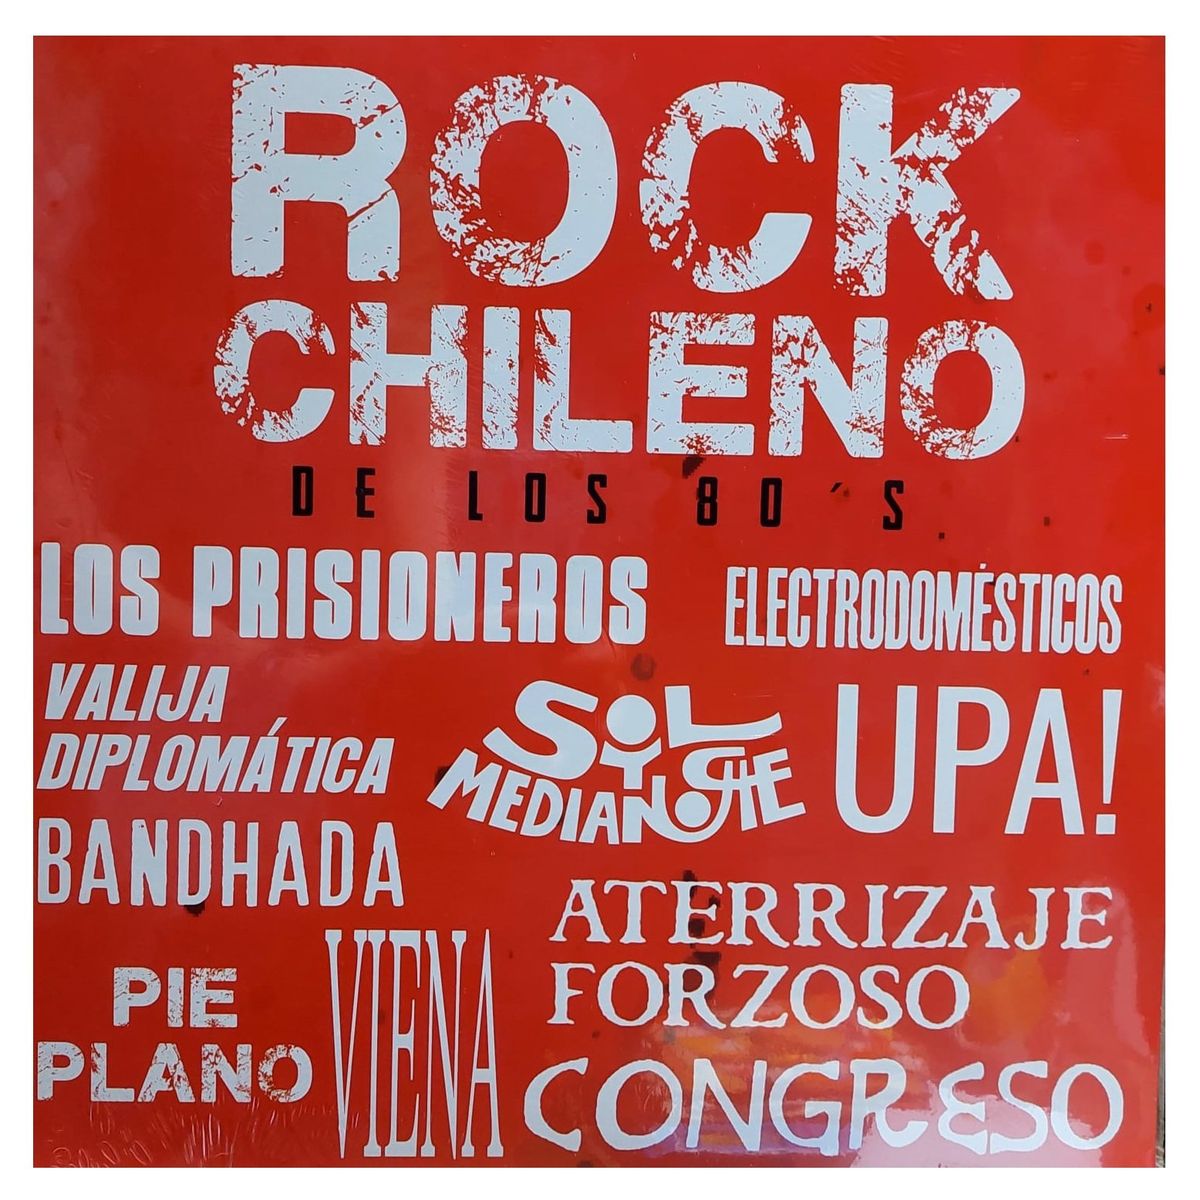 ROCK
CHILENO
DE LOS 80´S
LOS PRISIONEROS
ELECTRODOMÉSTICOS
VALIJA
DIPLOMÁTICA
SOL Y
MEDIANOCHE
UPA!
BANDHADA
ATERRIZAJE
FORZOSO
PIE
PLANO
VIENA
CONGRESO